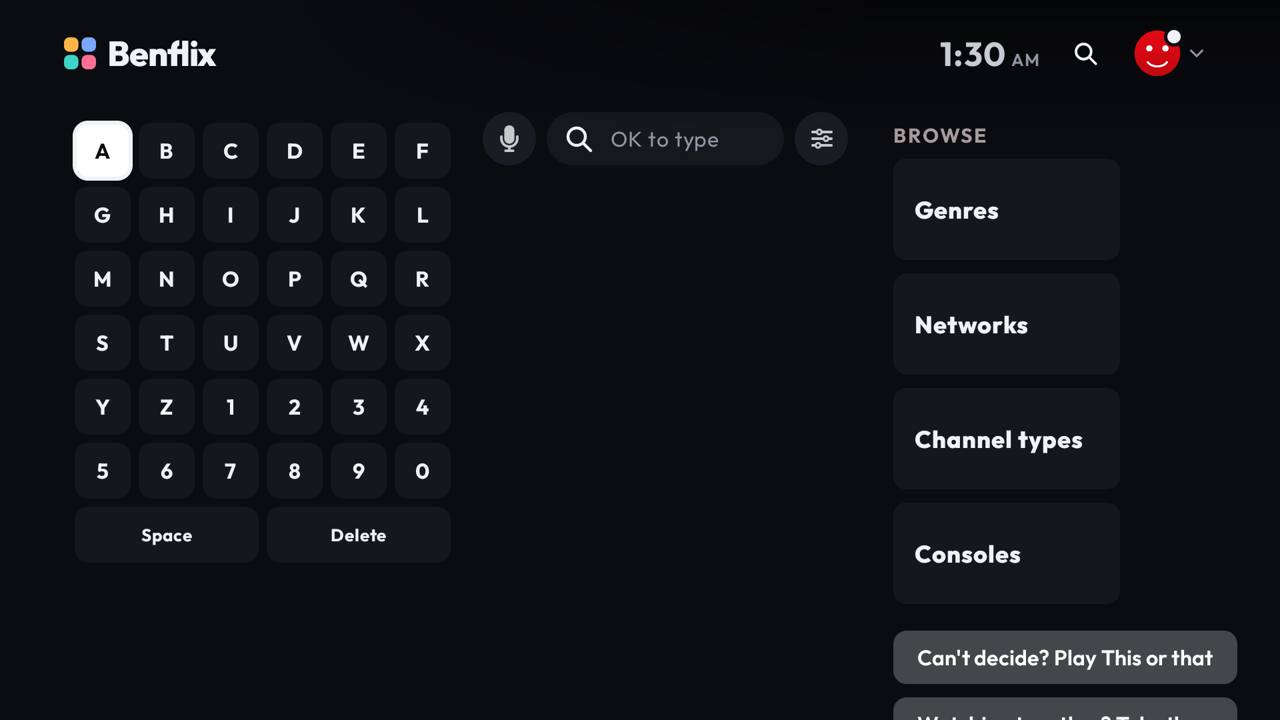 Benflix
1:30 AM
A B C D E F
G H I J K L
M N O P Q R
S T U V W X
Y Z 1 2 3 4
5 6 7 8 9 0
Space Delete
OK to type
BROWSE
Genres
Networks
Channel types
Consoles
Can't decide? Play This or that